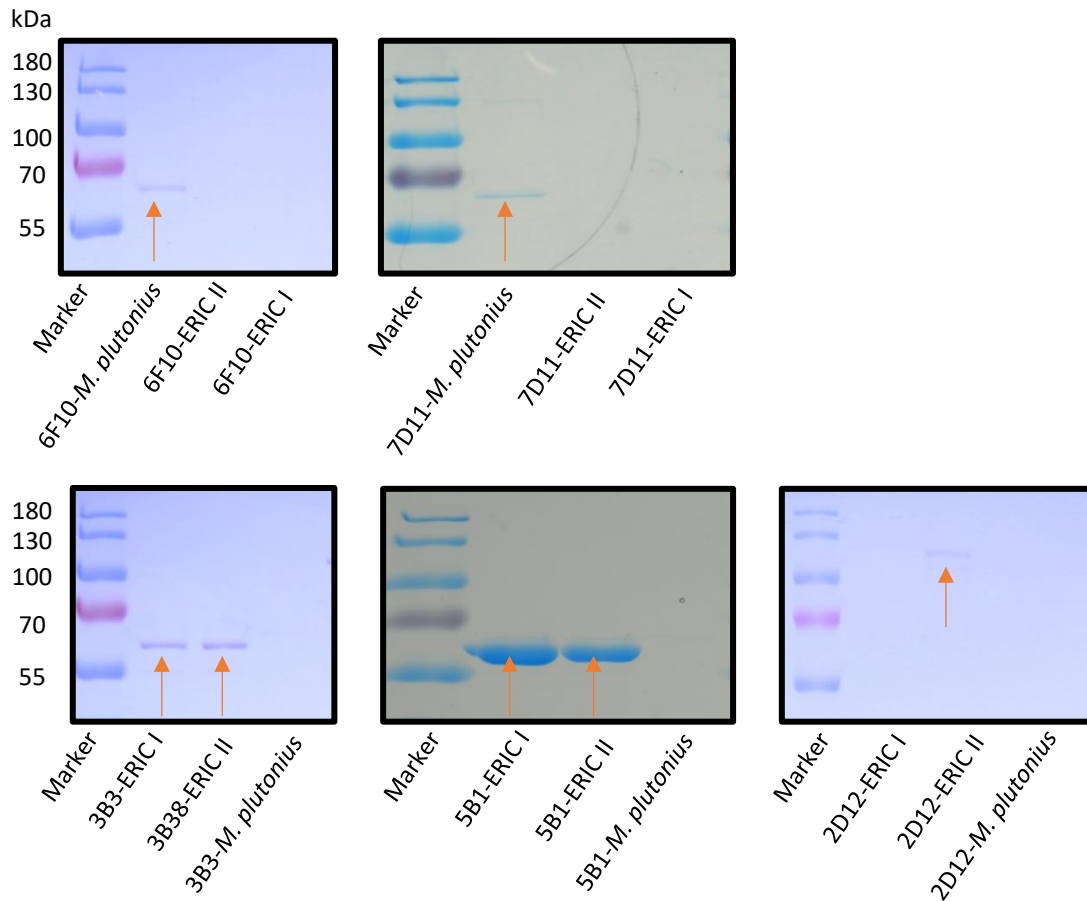 kDa
180
130
100
70
55
Marker
6F10-M. plutonius
6F10-ERIC II
6F10-ERIC I
Marker
7D11-M. plutonius
7D11-ERIC II
7D11-ERIC I
180
130
100
70
55
Marker
3B3-ERIC I
3B38-ERIC II
3B3-M. plutonius
Marker
5B1-ERIC I
5B1-ERIC II
5B1-M. plutonius
Marker
2D12-ERIC I
2D12-ERIC II
2D12-M. plutonius